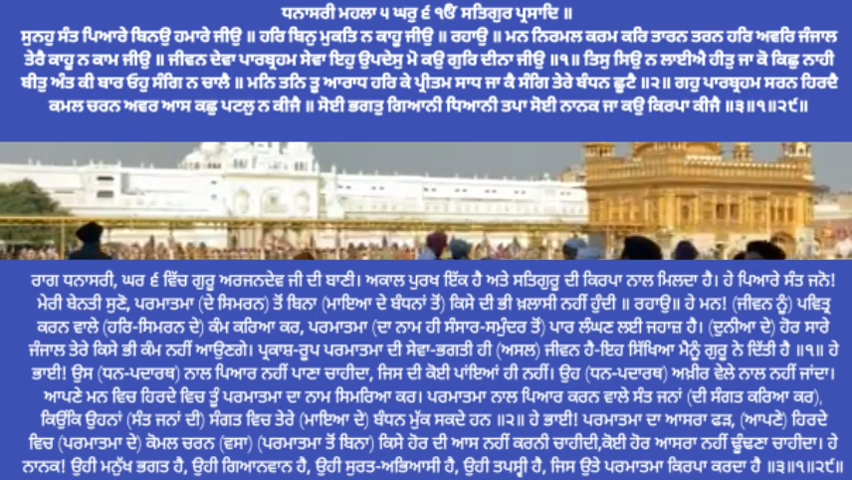 ਧਨਾਸਰੀ ਮਹਲਾ ੫ ਘਰੁ ੬ ੴ ਸਤਿਗੁਰ ਪ੍ਰਸਾਦਿ ॥
ਸੁਨਹੁ ਸੰਤ ਪਿਆਰੇ ਬਿਨਉ ਹਮਾਰੇ ਜੀਉ ॥ ਹਰਿ ਬਿਨੁ ਮੁਕਤਿ ਨ ਕਾਹੂ ਜੀਉ ॥ ਰਹਾਉ ॥ ਮਨ ਨਿਰਮਲ ਕਰਮ ਕਰਿ ਤਾਰਨ ਤਰਨ ਹਰਿ ਅਵਰਿ ਜੰਜਾਲ
ਤੇਰੈ ਕਾਹੂ ਨ ਕਾਮ ਜੀਉ ॥ ਜੀਵਨ ਦੇਵਾ ਪਾਰਬ੍ਰਹਮ ਸੇਵਾ ਇਹੁ ਉਪਦੇਸੁ ਮੋ ਕਉ ਗੁਰਿ ਦੀਨਾ ਜੀਉ ॥੧॥ ਤਿਸੁ ਸਿਉ ਨ ਲਾਈਐ ਹੀਤੁ ਜਾ ਕੋ ਕਿਛੁ ਨਾਹੀ
ਬੀਤੁ ਅੰਤ ਕੀ ਬਾਰ ਓਹੁ ਸੰਗਿ ਨ ਚਾਲੈ ॥ ਮਨਿ ਤਨਿ ਤੂ ਆਰਾਧ ਹਰਿ ਕੇ ਪ੍ਰੀਤਮ ਸਾਧ ਜਾ ਕੈ ਸੰਗਿ ਤੇਰੇ ਬੰਧਨ ਛੂਟੈ ॥੨॥ ਗਹੁ ਪਾਰਬ੍ਰਹਮ ਸਰਨ ਹਿਰਦੈ
ਕਮਲ ਚਰਨ ਅਵਰ ਆਸ ਕਛੁ ਪਟਲੁ ਨ ਕੀਜੈ ॥ ਸੋਈ ਭਗਤੁ ਗਿਆਨੀ ਧਿਆਨੀ ਤਪਾ ਸੋਈ ਨਾਨਕ ਜਾ ਕਉ ਕਿਰਪਾ ਕੀਜੈ ॥੩॥੧॥੨੯॥
ਰਾਗ ਧਨਾਸਰੀ, ਘਰ ੬ ਵਿੱਚ ਗੁਰੂ ਅਰਜਨਦੇਵ ਜੀ ਦੀ ਬਾਣੀ। ਅਕਾਲ ਪੁਰਖ ਇੱਕ ਹੈ ਅਤੇ ਸਤਿਗੁਰੂ ਦੀ ਕਿਰਪਾ ਨਾਲ ਮਿਲਦਾ ਹੈ। ਹੇ ਪਿਆਰੇ ਸੰਤ ਜਨੋ!
ਮੇਰੀ ਬੇਨਤੀ ਸੁਣੋ, ਪਰਮਾਤਮਾ (ਦੇ ਸਿਮਰਨ) ਤੋਂ ਬਿਨਾ (ਮਾਇਆ ਦੇ ਬੰਧਨਾਂ ਤੋਂ) ਕਿਸੇ ਦੀ ਭੀ ਖ਼ਲਾਸੀ ਨਹੀਂ ਹੁੰਦੀ ॥ ਰਹਾਉ॥ ਹੇ ਮਨ! (ਜੀਵਨ ਨੂੰ) ਪਵਿਤ੍ਰ
ਕਰਨ ਵਾਲੇ (ਹਰਿ-ਸਿਮਰਨ ਦੇ) ਕੰਮ ਕਰਿਆ ਕਰ, ਪਰਮਾਤਮਾ (ਦਾ ਨਾਮ ਹੀ ਸੰਸਾਰ-ਸਮੁੰਦਰ ਤੋਂ) ਪਾਰ ਲੰਘਣ ਲਈ ਜਹਾਜ਼ ਹੈ। (ਦੁਨੀਆ ਦੇ) ਹੋਰ ਸਾਰੇ
ਜੰਜਾਲ ਤੇਰੇ ਕਿਸੇ ਭੀ ਕੰਮ ਨਹੀਂ ਆਉਣਗੇ। ਪ੍ਰਕਾਸ਼-ਰੂਪ ਪਰਮਾਤਮਾ ਦੀ ਸੇਵਾ-ਭਗਤੀ ਹੀ (ਅਸਲ) ਜੀਵਨ ਹੈ-ਇਹ ਸਿੱਖਿਆ ਮੈਨੂੰ ਗੁਰੂ ਨੇ ਦਿੱਤੀ ਹੈ ॥੧॥ ਹੇ
ਭਾਈ! ਉਸ (ਧਨ-ਪਦਾਰਥ) ਨਾਲ ਪਿਆਰ ਨਹੀਂ ਪਾਣਾ ਚਾਹੀਦਾ, ਜਿਸ ਦੀ ਕੋਈ ਪਾਂਇਆਂ ਹੀ ਨਹੀਂ। ਉਹ (ਧਨ-ਪਦਾਰਥ) ਅਖ਼ੀਰ ਵੇਲੇ ਨਾਲ ਨਹੀਂ ਜਾਂਦਾ।
ਆਪਣੇ ਮਨ ਵਿਚ ਹਿਰਦੇ ਵਿਚ ਤੂੰ ਪਰਮਾਤਮਾ ਦਾ ਨਾਮ ਸਿਮਰਿਆ ਕਰ। ਪਰਮਾਤਮਾ ਨਾਲ ਪਿਆਰ ਕਰਨ ਵਾਲੇ ਸੰਤ ਜਨਾਂ (ਦੀ ਸੰਗਤ ਕਰਿਆ ਕਰ),
ਕਿਉਂਕਿ ਉਹਨਾਂ (ਸੰਤ ਜਨਾਂ ਦੀ) ਸੰਗਤ ਵਿਚ ਤੇਰੇ (ਮਾਇਆ ਦੇ) ਬੰਧਨ ਮੁੱਕ ਸਕਦੇ ਹਨ ॥੨॥ ਹੇ ਭਾਈ! ਪਰਮਾਤਮਾ ਦਾ ਆਸਰਾ ਫੜ, (ਆਪਣੇ) ਹਿਰਦੇ
ਵਿਚ (ਪਰਮਾਤਮਾ ਦੇ) ਕੋਮਲ ਚਰਨ (ਵਸਾ) (ਪਰਮਾਤਮਾ ਤੋਂ ਬਿਨਾ) ਕਿਸੇ ਹੋਰ ਦੀ ਆਸ ਨਹੀਂ ਕਰਨੀ ਚਾਹੀਦੀ,ਕੋਈ ਹੋਰ ਆਸਰਾ ਨਹੀਂ ਢੂੰਢਣਾ ਚਾਹੀਦਾ। ਹੇ
ਨਾਨਕ! ਉਹੀ ਮਨੁੱਖ ਭਗਤ ਹੈ, ਉਹੀ ਗਿਆਨਵਾਨ ਹੈ, ਉਹੀ ਸੁਰਤ-ਅਭਿਆਸੀ ਹੈ, ਉਹੀ ਤਪਸ੍ਵੀ ਹੈ, ਜਿਸ ਉਤੇ ਪਰਮਾਤਮਾ ਕਿਰਪਾ ਕਰਦਾ ਹੈ ॥੩॥੧॥੨੯॥